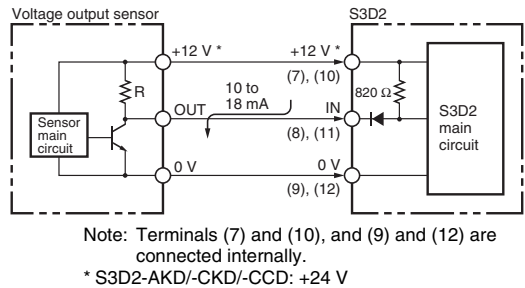 Voltage output sensor
S3D2
+12 V *
+12 V *
(7), (10)
R
10 to
18 mA
820 Ω
OUT
IN
(8), (11)
Sensor
main
circuit
S3D2
main
circuit
0 V
0 V
(9), (12)
Note: Terminals (7) and (10), and (9) and (12) are
connected internally.
* S3D2-AKD/-CKD/-CCD: +24 V